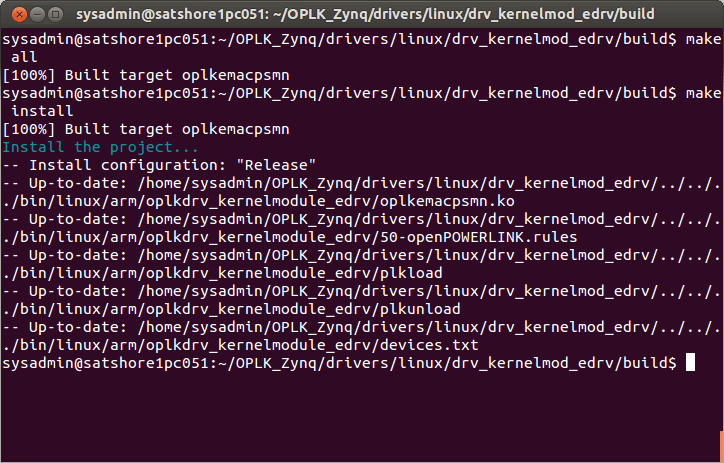 sysadmin@satshore1pc051: ~/OPLK_Zynq/drivers/linux/drv_kernelmod_edrv/build
sysadmin@satshore1pc051:~/OPLK_Zynq/drivers/linux/drv_kernelmod_edrv/build$ make
 all
[100%] Built target oplkemacpsmn
sysadmin@satshore1pc051:~/OPLK_Zynq/drivers/linux/drv_kernelmod_edrv/build$ make
 install
[100%] Built target oplkemacpsmn
Install the project...
-- Install configuration: "Release"
-- Up-to-date: /home/sysadmin/OPLK_Zynq/drivers/linux/drv_kernelmod_edrv/../../.
./bin/linux/arm/oplkdrv_kernelmodule_edrv/oplkemacpsmn.ko
-- Up-to-date: /home/sysadmin/OPLK_Zynq/drivers/linux/drv_kernelmod_edrv/../../.
./bin/linux/arm/oplkdrv_kernelmodule_edrv/50-openPOWERLINK.rules
-- Up-to-date: /home/sysadmin/OPLK_Zynq/drivers/linux/drv_kernelmod_edrv/../../.
./bin/linux/arm/oplkdrv_kernelmodule_edrv/plkload
-- Up-to-date: /home/sysadmin/OPLK_Zynq/drivers/linux/drv_kernelmod_edrv/../../.
./bin/linux/arm/oplkdrv_kernelmodule_edrv/plkunload
-- Up-to-date: /home/sysadmin/OPLK_Zynq/drivers/linux/drv_kernelmod_edrv/../../.
./bin/linux/arm/oplkdrv_kernelmodule_edrv/devices.txt
sysadmin@satshore1pc051:~/OPLK_Zynq/drivers/linux/drv_kernelmod_edrv/build$